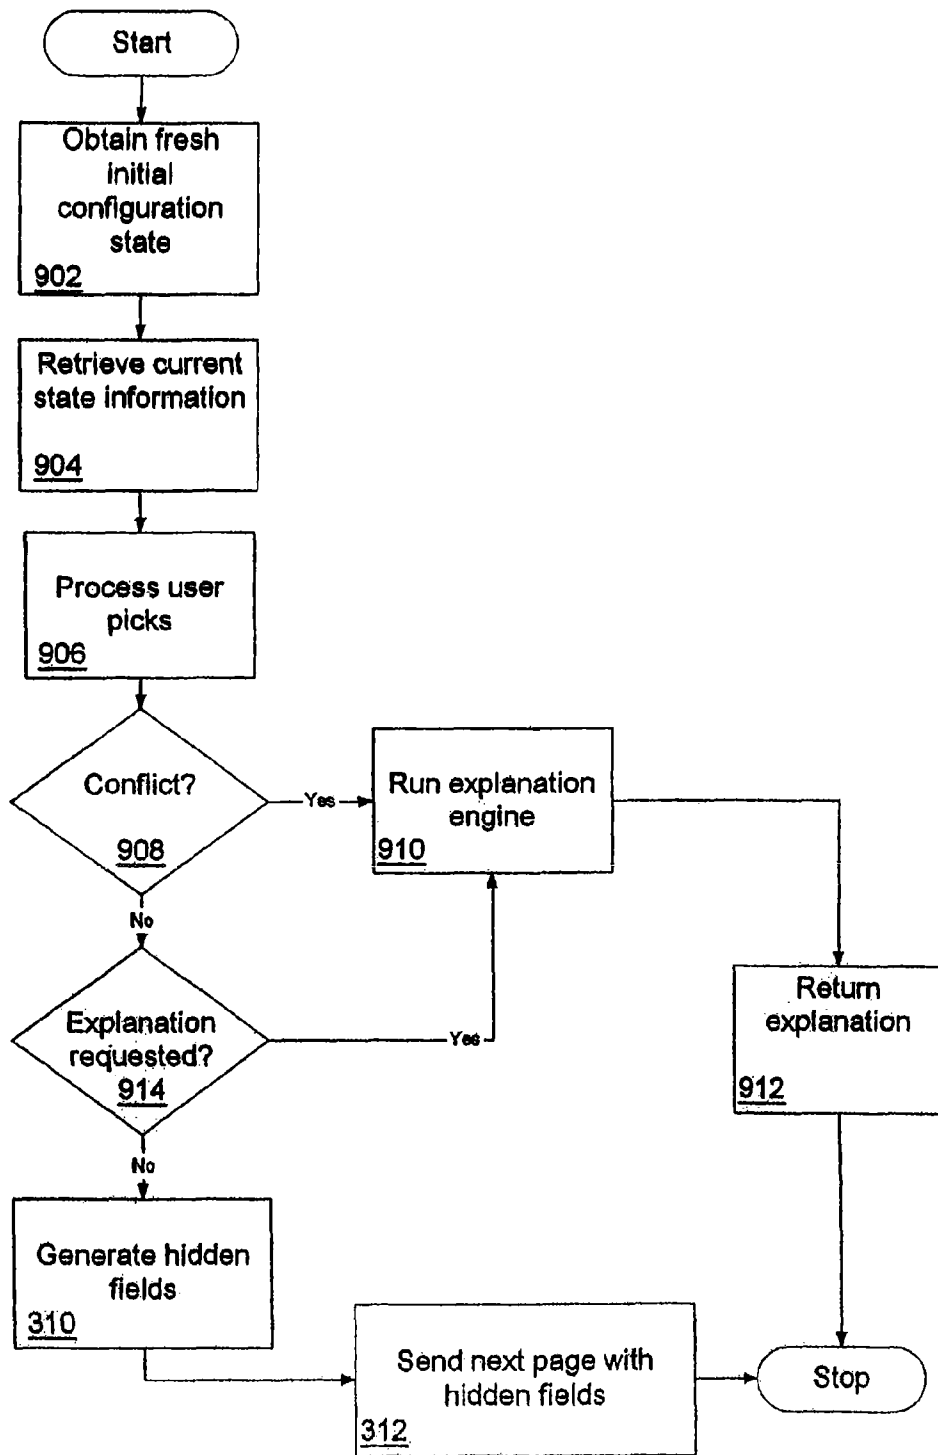 Start
Obtain fresh
initial
configuration
state
902
Retrieve current
state information
904
Process user
picks
906
Conflict?
908
Yes
Run explanation
engine
910
No
Explanation
requested?
914
Yes
Return
explanation
912
No
Generate hidden
fields
310
Send next page with
hidden fields
312
Stop